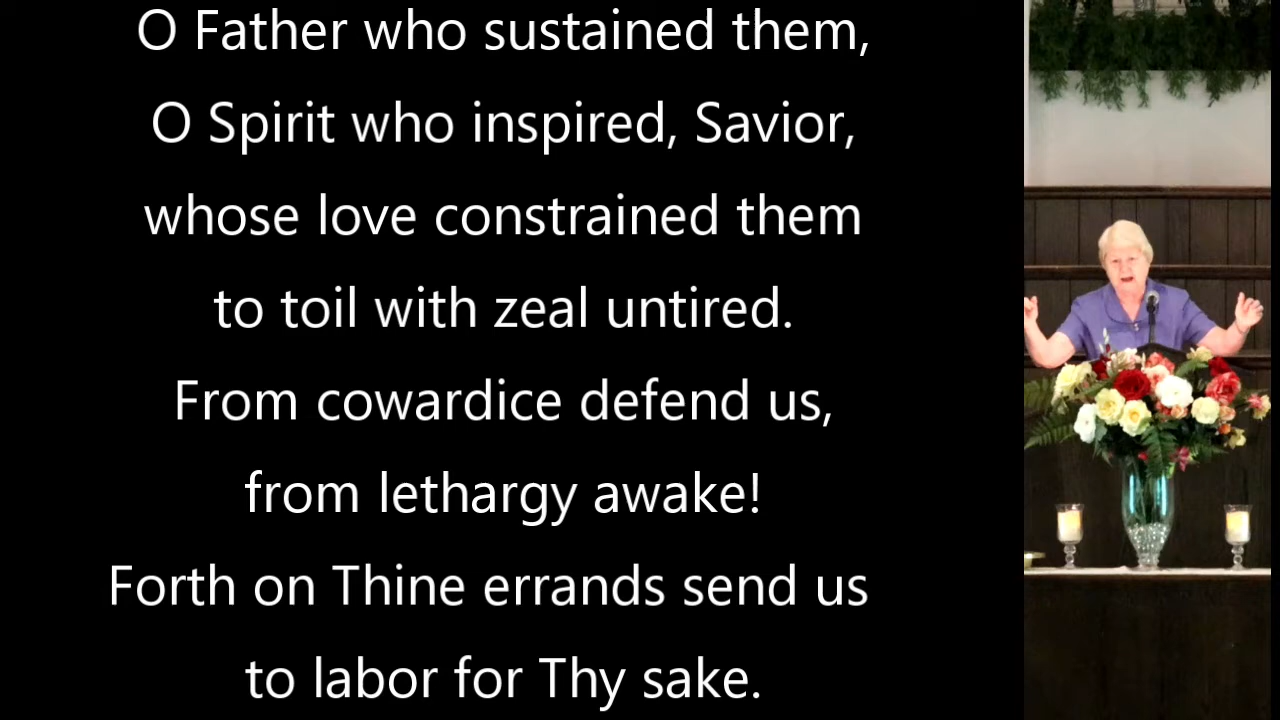 O Father who sustained them,
O Spirit who inspired, Savior,
whose love constrained them
to toil with zeal untired.
From cowardice defend us,
from lethargy awake!
Forth on Thine errands send us
to labor for Thy sake.